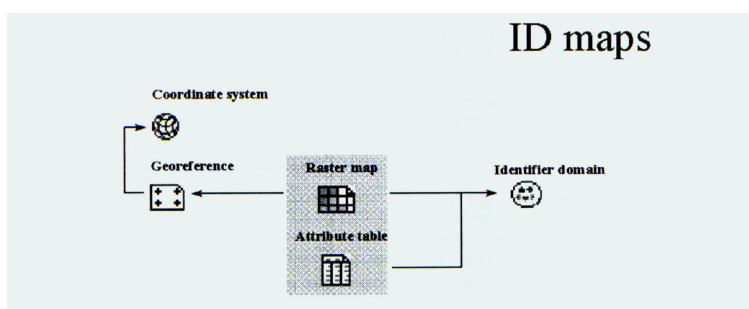 ID maps
Coordinate system
Georeference
Raster map
Identifier domain
Attribute table